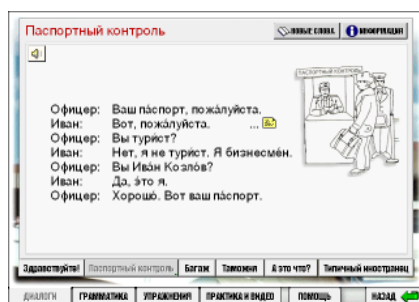 Паспортный контроль
НОВЫЕ СЛОВА
ИНФОРМАЦИЯ
ПАСПОРТНЫЙ КОНТРОЛЬ
Офицер: Ваш па́спорт, пожа́луйста.
Иван: Вот, пожа́луйста. ...
Офицер: Вы тури́ст?
Иван: Нет, я не тури́ст. Я бизнесме́н.
Офицер: Вы Ива́н Козло́в?
Иван: Да, э́то я.
Офицер: Хорошо́. Вот ваш па́спорт.
Здравствуйте! Паспортный контроль Багаж Таможня А это что? Типичный иностранец
ДИАЛОГИ ГРАММАТИКА УПРАЖНЕНИЯ ПРАКТИКА И ВИДЕО ПОМОЩЬ НАЗАД